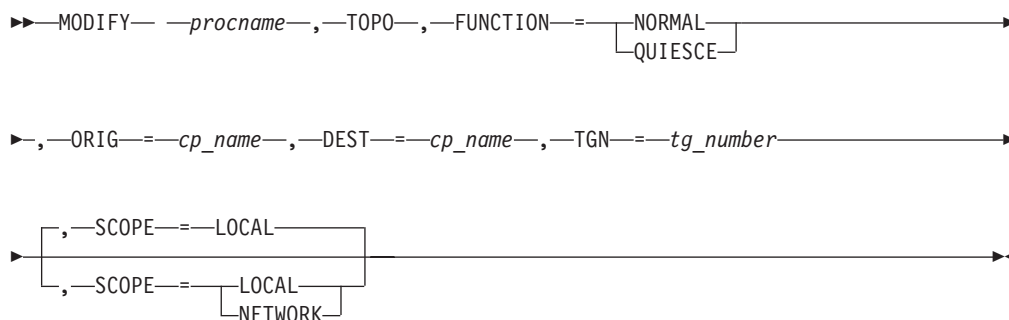 MODIFY procname , TOPO , FUNCTION = NORMAL
QUIESCE
, ORIG = cp_name , DEST = cp_name , TGN = tg_number
, SCOPE = LOCAL
, SCOPE = LOCAL
NETWORK